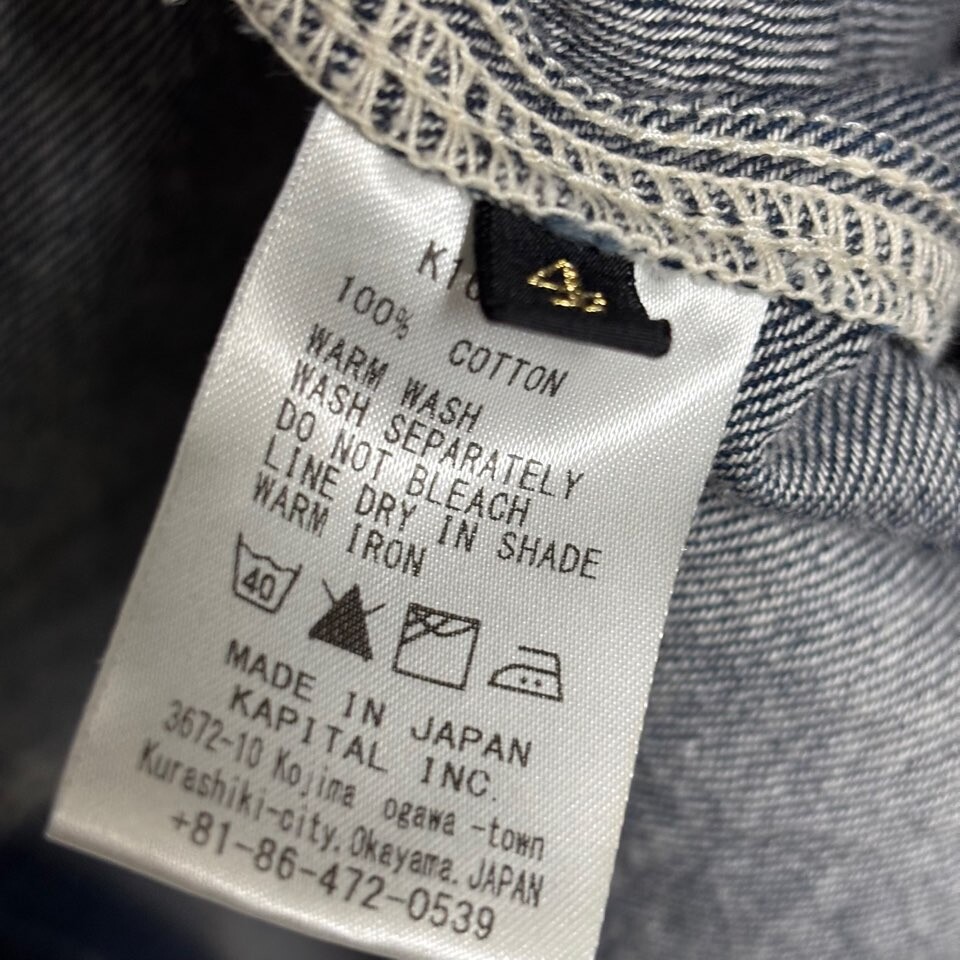 4
100% COTTON
WARM WASH
WASH SEPARATELY
DO NOT BLEACH
LINE DRY IN SHADE
WARM IRON
40
MADE IN JAPAN
KAPITAL INC.
3672-10 Kojima ogawa -town
Kurashiki-city. Okayama. JAPAN
+81-86-472-0539